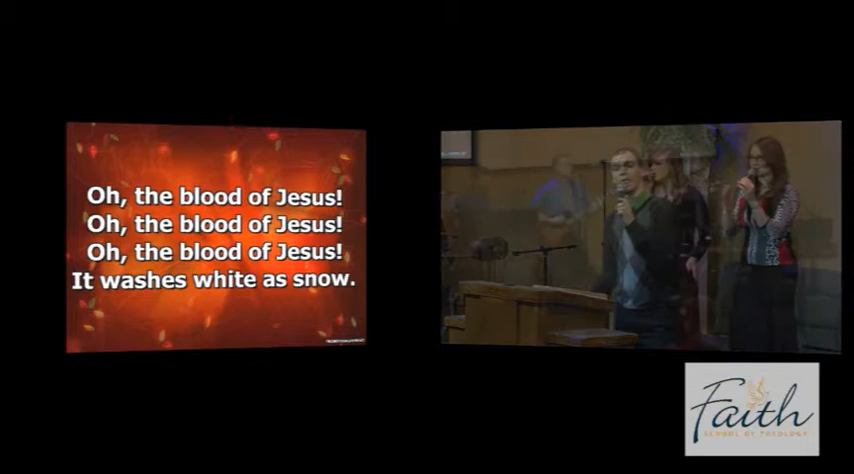 Oh, the blood of Jesus!
Oh, the blood of Jesus!
Oh, the blood of Jesus!
It washes white as snow.
Faith
SCHOOL OF THEOLOGY